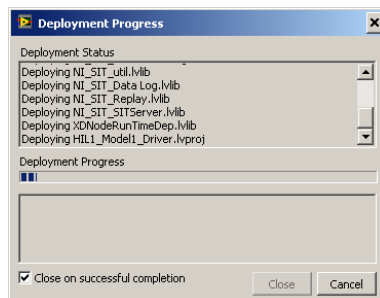 Deployment Progress
Deployment Status
Deploying NI_SIT_util.lvlib
Deploying NI_SIT_Data Log.lvlib
Deploying NI_SIT_Replay.lvlib
Deploying NI_SIT_SITServer.lvlib
Deploying XDNodeRunTimeDep.lvlib
Deploying HIL1_Model1_Driver.lvproj
Deployment Progress
Close on successful completion
Close
Cancel